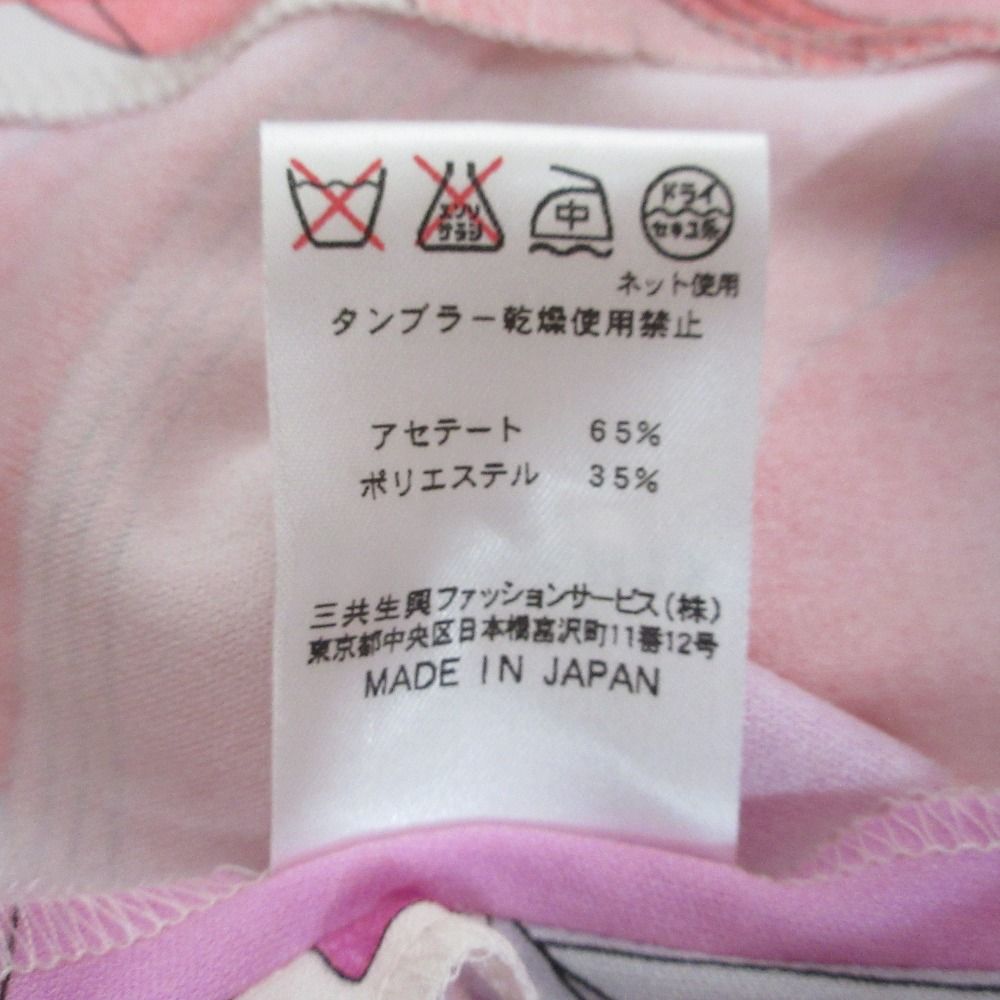 エンソ
サラシ
中
ドライ
セキユ系
ネット使用
タンブラー乾燥使用禁止
アセテート 65%
ポリエステル 35%
三共生興ファッションサービス(株)
東京都中央区日本橋富沢町11番12号
MADE IN JAPAN